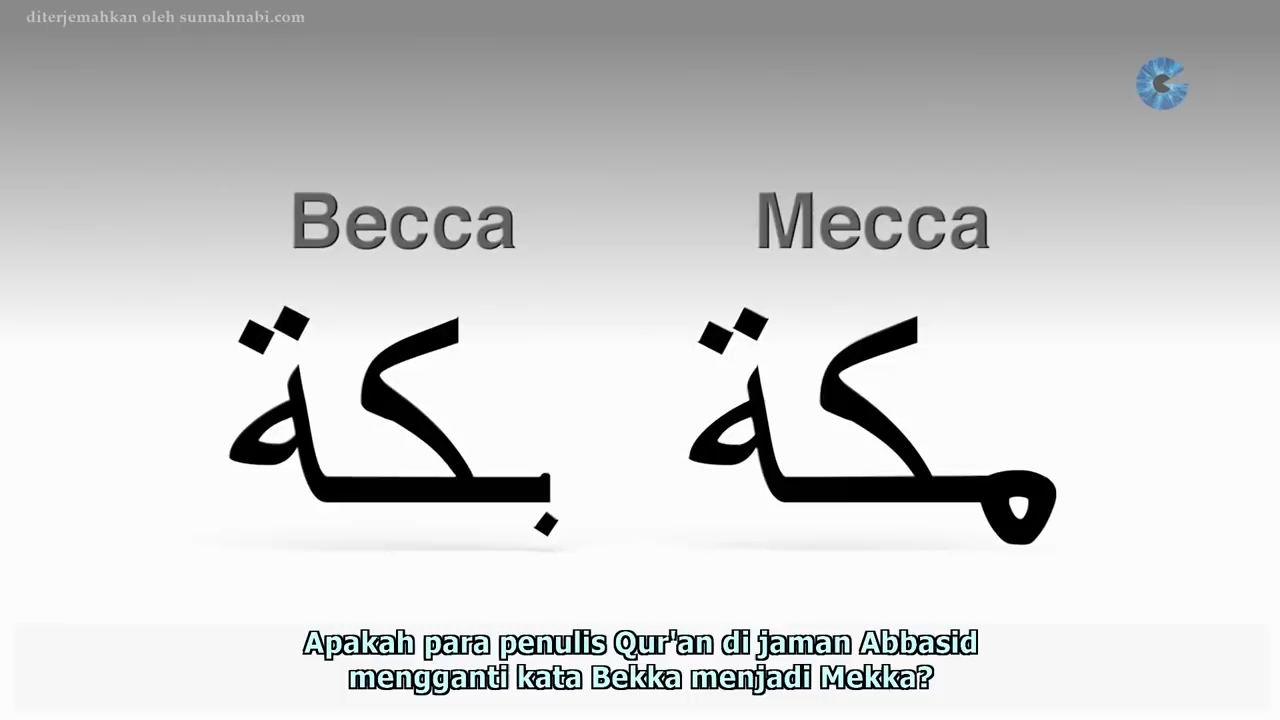 diterjemahkan oleh sunnahnabi.com
Becca Mecca
بكة مكة
Apakah para penulis Qur'an di jaman Abbasid
mengganti kata Bekka menjadi Mekka?